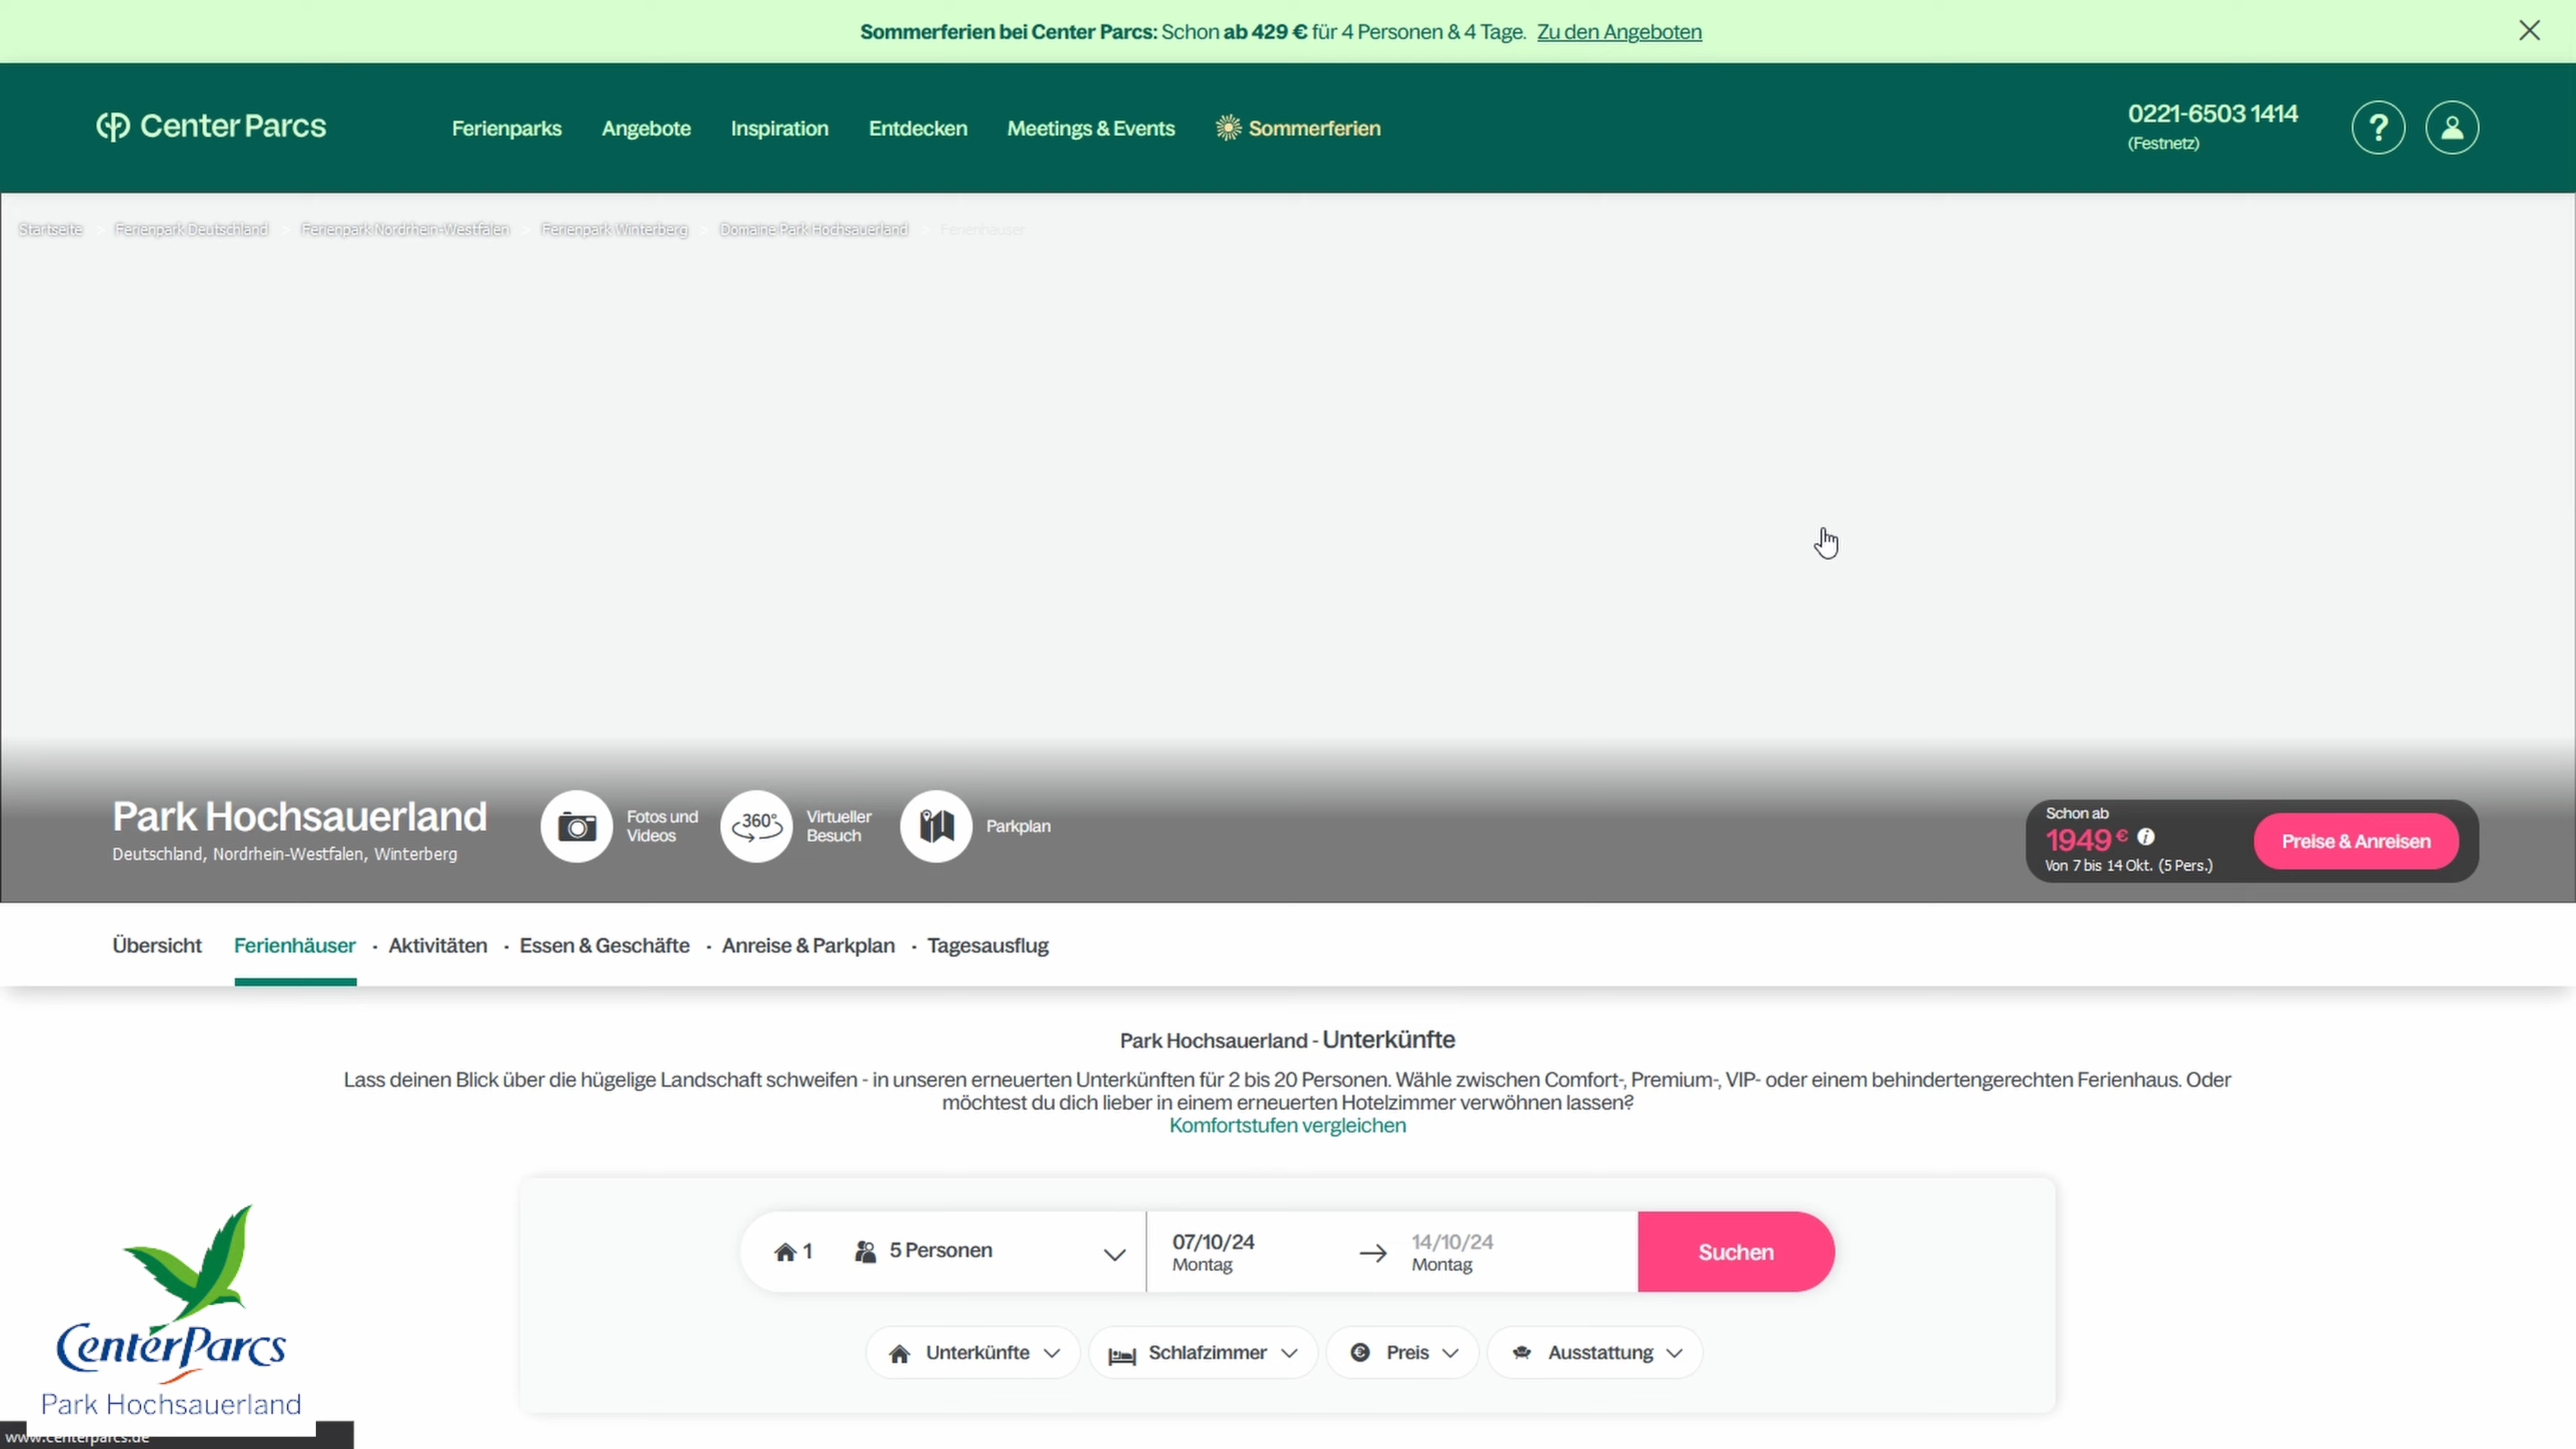 Sommerferien bei Center Parcs: Schon ab 429 € für 4 Personen & 4 Tage. Zu den Angeboten
Center Parcs
Ferienparks
Angebote
Inspiration
Entdecken
Meetings & Events
Sommerferien
0221-6503 1414
(Festnetz)
?
Startseite > Ferienpark Deutschland > Ferienpark Nordrhein-Westfalen > Ferienpark Winterberg > Domaine Park Hochsauerland > Ferienhäuser
Park Hochsauerland
Deutschland, Nordrhein-Westfalen, Winterberg
Fotos und
Videos
360°
Virtueller
Besuch
Parkplan
Schon ab
1949 € i
Von 7 bis 14 Okt. (5 Pers.)
Preise & Anreisen
Übersicht
Ferienhäuser · Aktivitäten · Essen & Geschäfte · Anreise & Parkplan · Tagesausflug
Park Hochsauerland - Unterkünfte
Lass deinen Blick über die hügelige Landschaft schweifen - in unseren erneuerten Unterkünften für 2 bis 20 Personen. Wähle zwischen Comfort-, Premium-, VIP- oder einem behindertengerechten Ferienhaus. Oder
möchtest du dich lieber in einem erneuerten Hotelzimmer verwöhnen lassen?
Komfortstufen vergleichen
1
5 Personen
07/10/24
Montag
14/10/24
Montag
Suchen
Unterkünfte
Schlafzimmer
Preis
Ausstattung
CenterParcs
Park Hochsauerland
www.centerparcs.de